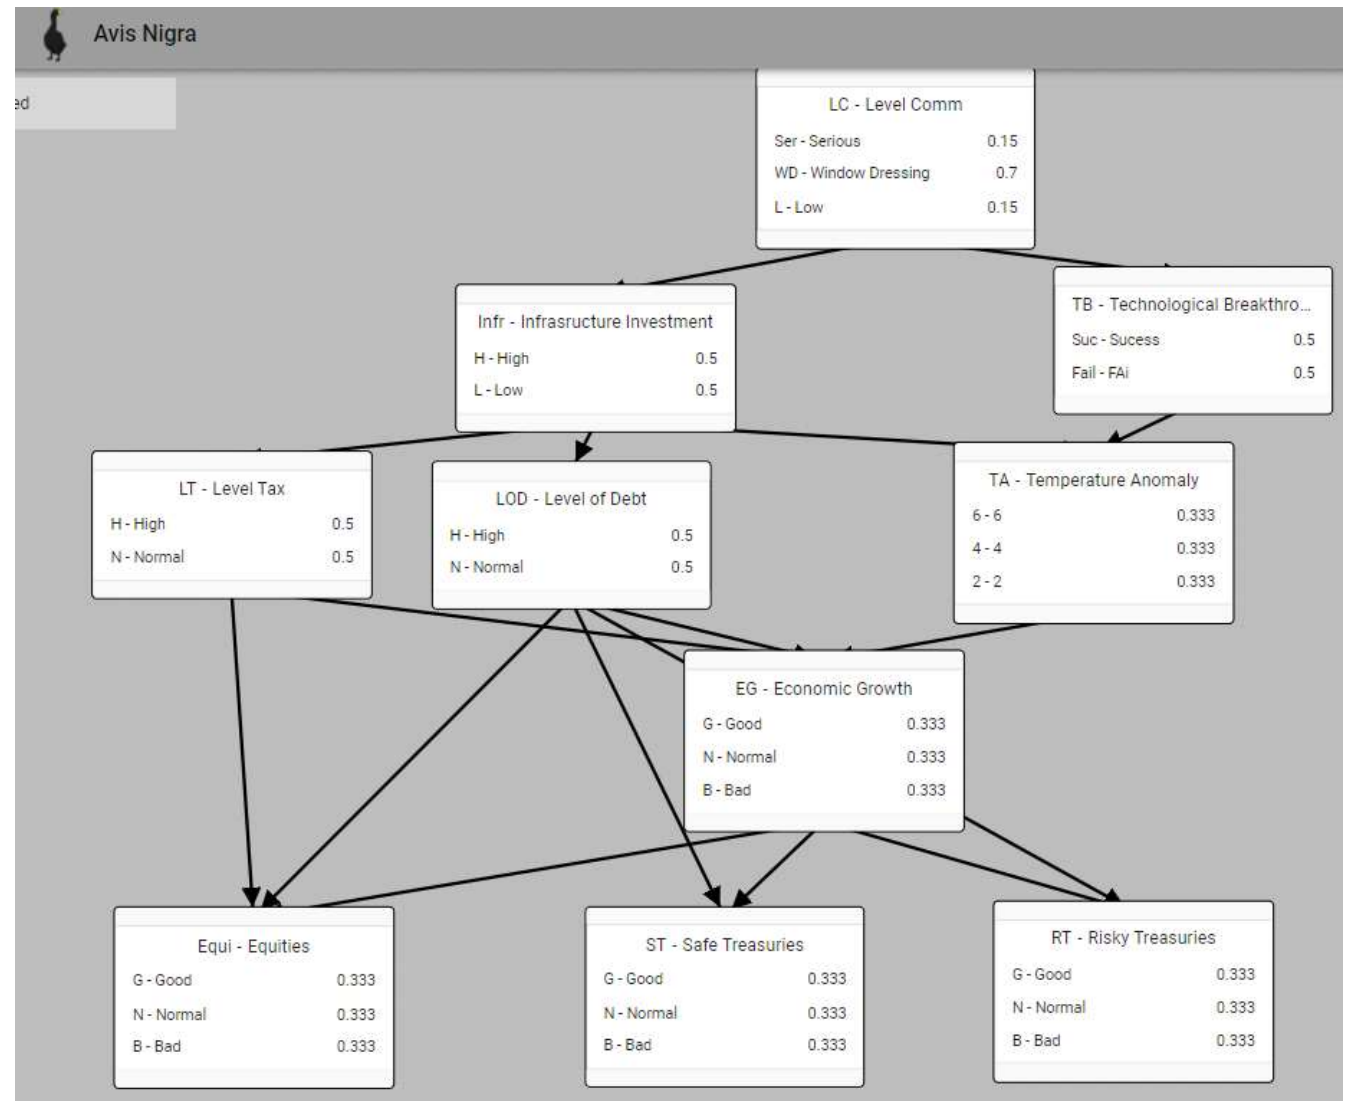 Avis Nigra
ed
LC - Level Comm
Ser - Serious 0.15
WD - Window Dressing 0.7
L - Low 0.15
Infr - Infrasructure Investment
H - High 0.5
L - Low 0.5
TB - Technological Breakthro...
Suc - Sucess 0.5
Fail - FAi 0.5
LT - Level Tax
H - High 0.5
N - Normal 0.5
LOD - Level of Debt
H - High 0.5
N - Normal 0.5
TA - Temperature Anomaly
6 - 6 0.333
4 - 4 0.333
2 - 2 0.333
EG - Economic Growth
G - Good 0.333
N - Normal 0.333
B - Bad 0.333
Equi - Equities
G - Good 0.333
N - Normal 0.333
B - Bad 0.333
ST - Safe Treasuries
G - Good 0.333
N - Normal 0.333
B - Bad 0.333
RT - Risky Treasuries
G - Good 0.333
N - Normal 0.333
B - Bad 0.333